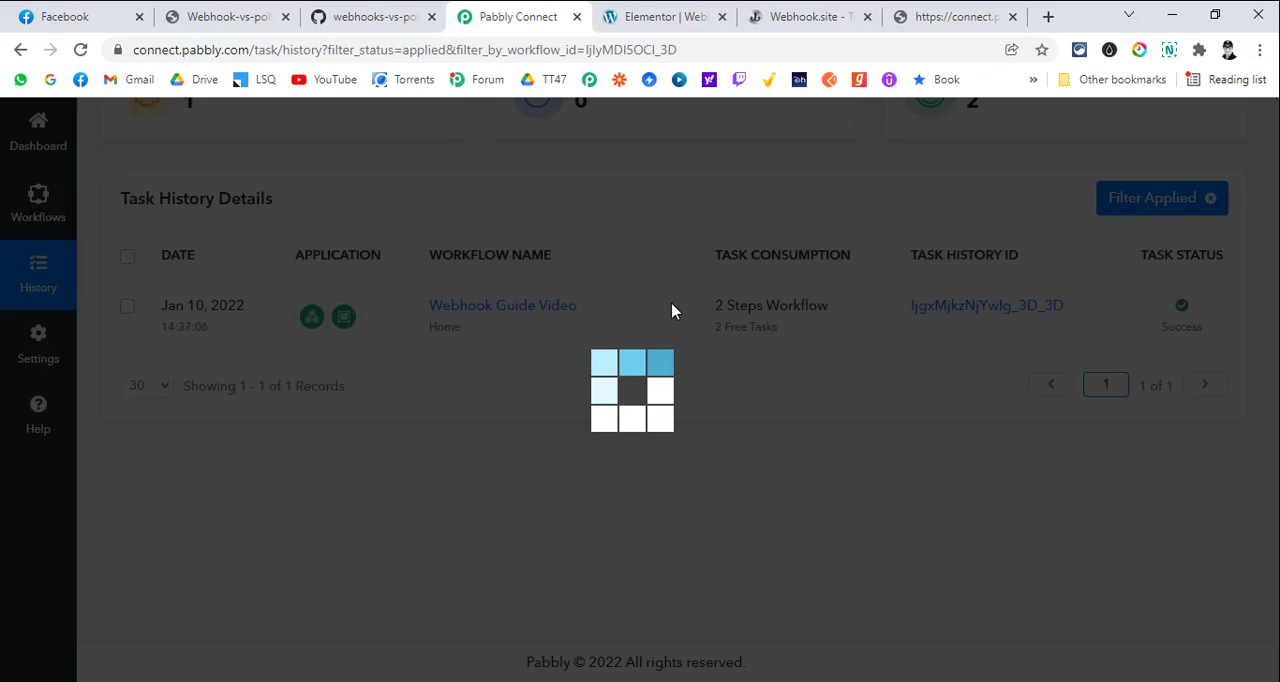 Facebook
Webhook-vs-poll
webhooks-vs-po
Pabbly Connect
Elementor | Web
Webhook.site - T
https://connect.p
connect.pabbly.com/task/history?filter_status=applied&filter_by_workflow_id=IjIyMDI5OCI_3D
Gmail
Drive
LSQ
YouTube
Torrents
Forum
TT47
Book
»
Other bookmarks
Reading list
1
0
2
Dashboard
Workflows
History
Settings
Help
Task History Details
Filter Applied
DATE
APPLICATION
WORKFLOW NAME
TASK CONSUMPTION
TASK HISTORY ID
TASK STATUS
Jan 10, 2022
Webhook Guide Video
2 Steps Workflow
IjgxMjkzNjYwIg_3D_3D
14:37:06
Home
2 Free Tasks
Success
30
Showing 1 - 1 of 1 Records
1
1 of 1
Pabbly © 2022 All rights reserved.